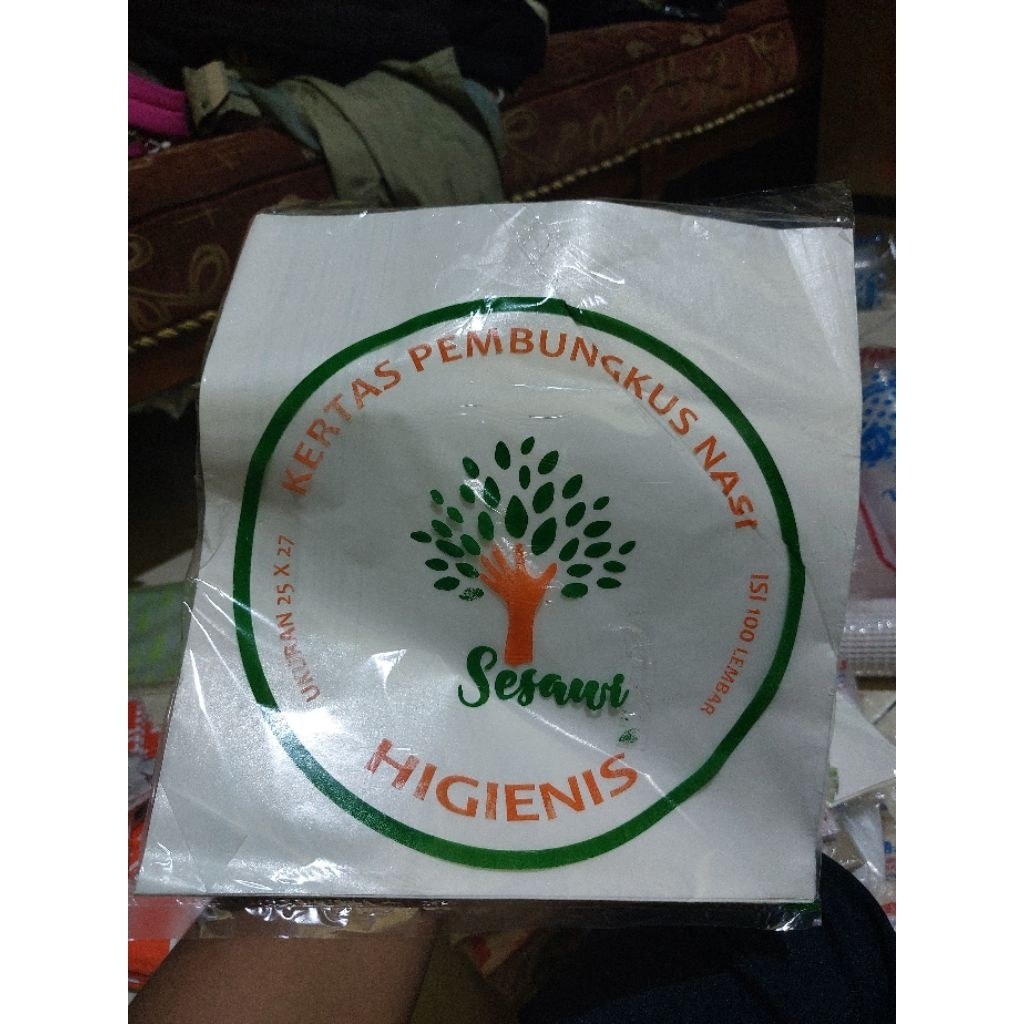 KERTAS PEMBUNGKUS NASI
UKURAN 25 X 27
ISI 100 LEMBAR
Sesawi
HIGIENIS